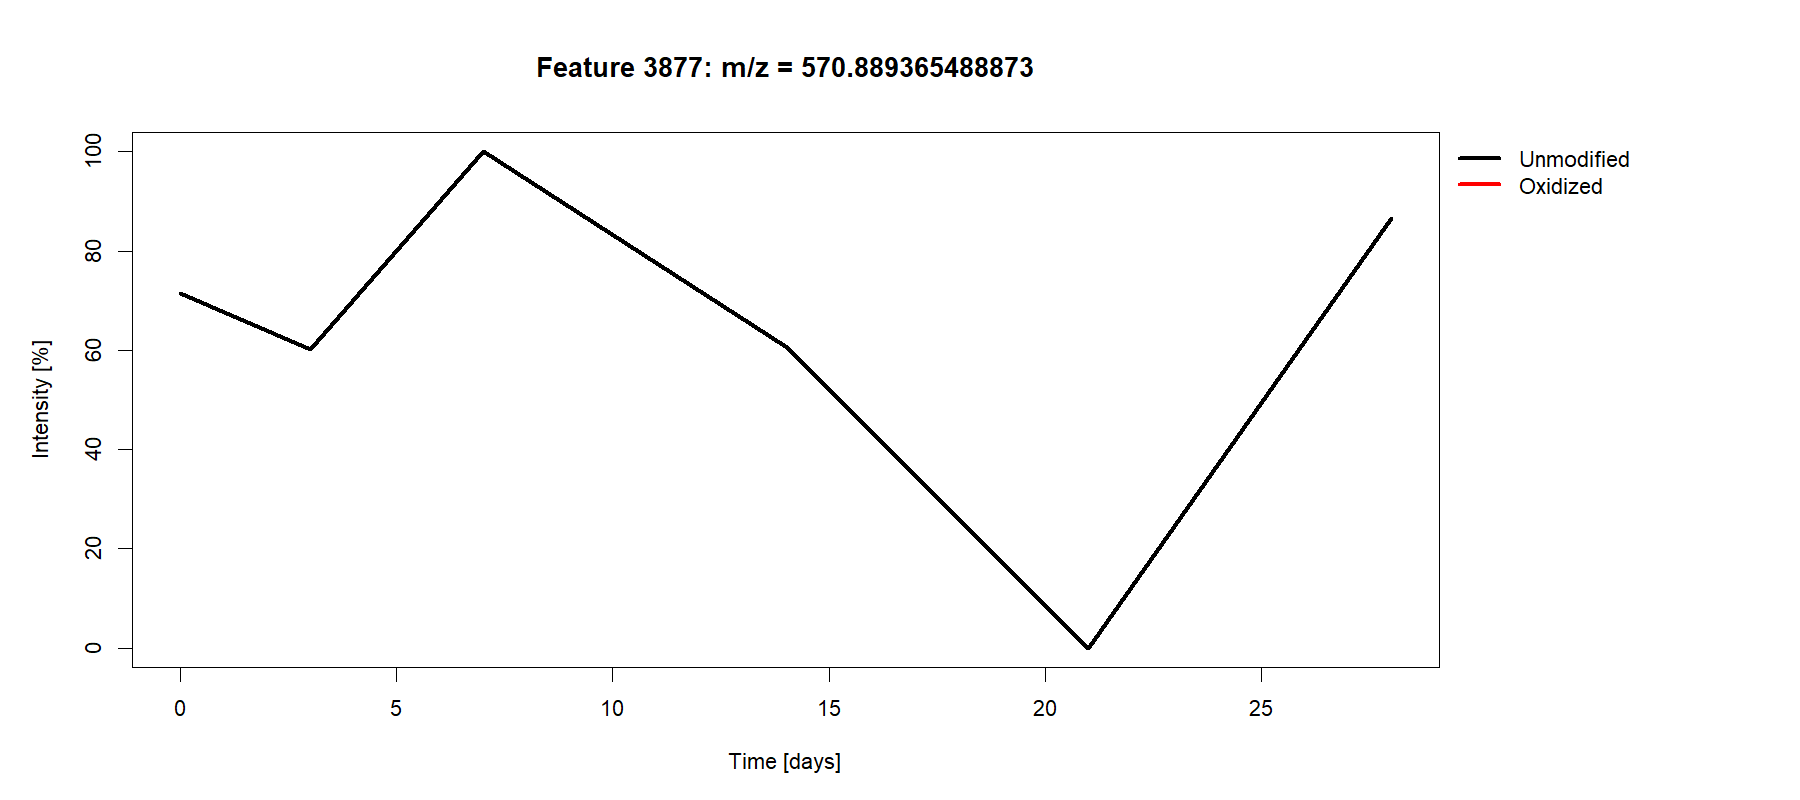 Feature 3877: m/z = 570.889365488873
100
80
60
40
20
0
Intensity [%]
0 5 10 15 20 25
Time [days]
Unmodified
Oxidized